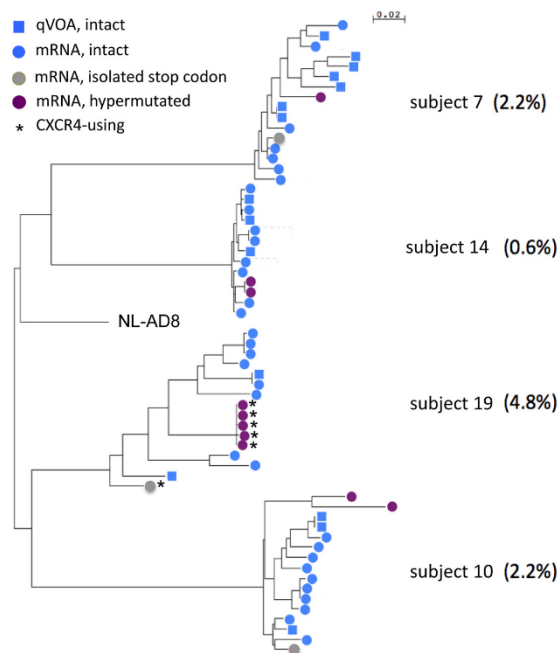 0.02
qVOA, intact
mRNA, intact
mRNA, isolated stop codon
mRNA, hypermutated
* CXCR4-using
subject 7 (2.2%)
subject 14 (0.6%)
NL-AD8
* 
*
*
subject 19 (4.8%)
*
*
*
subject 10 (2.2%)